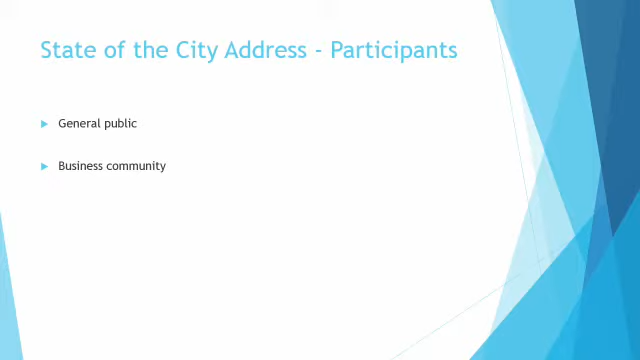 State of the City Address - Participants
General public
Business community